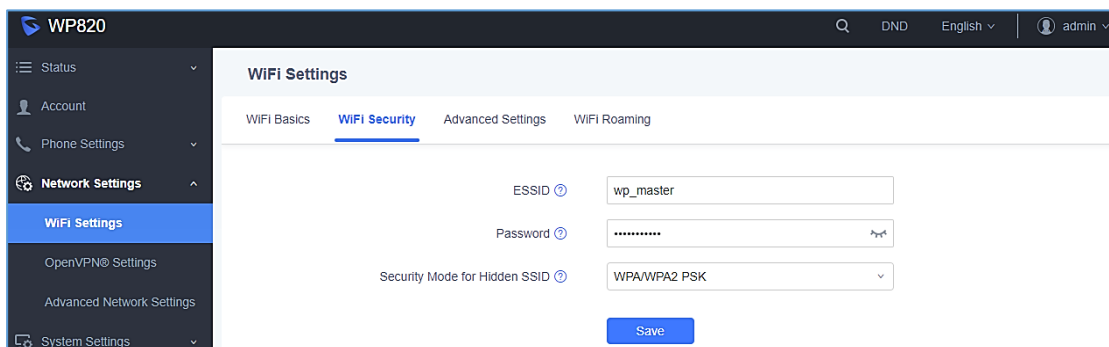 WP820
DND English admin
Status
Account
Phone Settings
Network Settings
WiFi Settings
OpenVPN® Settings
Advanced Network Settings
System Settings
WiFi Settings
WiFi Basics WiFi Security Advanced Settings WiFi Roaming
ESSID ? wp_master
Password ? •••••••••••
Security Mode for Hidden SSID ? WPA/WPA2 PSK
Save